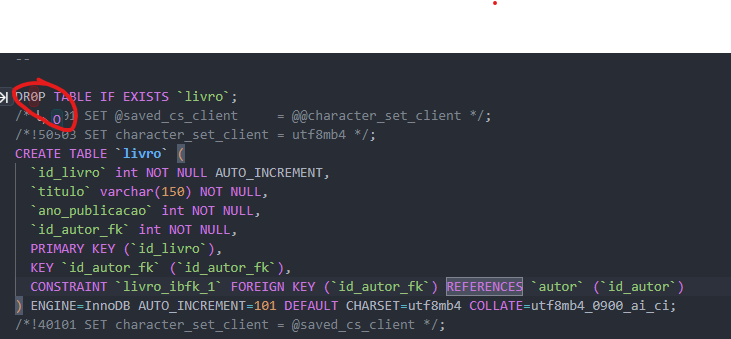 --
DROP TABLE IF EXISTS `livro`;
SET @saved_cs_client     = @@character_set_client */;
/*!50503 SET character_set_client = utf8mb4 */;
CREATE TABLE `livro` (
  `id_livro` int NOT NULL AUTO_INCREMENT,
  `titulo` varchar(150) NOT NULL,
  `ano_publicacao` int NOT NULL,
  `id_autor_fk` int NOT NULL,
  PRIMARY KEY (`id_livro`),
  KEY `id_autor_fk` (`id_autor_fk`),
  CONSTRAINT `livro_ibfk_1` FOREIGN KEY (`id_autor_fk`) REFERENCES `autor` (`id_autor`)
) ENGINE=InnoDB AUTO_INCREMENT=101 DEFAULT CHARSET=utf8mb4 COLLATE=utf8mb4_0900_ai_ci;
/*!40101 SET character_set_client = @saved_cs_client */;